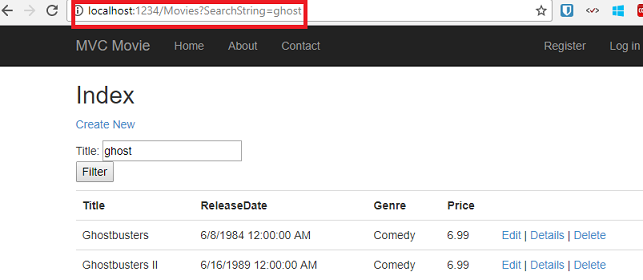 localhost:1234/Movies?SearchString=ghost
MVC Movie Home About Contact Register Log in
Index
Create New
Title: ghost
Filter
Title ReleaseDate Genre Price
Ghostbusters 6/8/1984 12:00:00 AM Comedy 6.99 Edit | Details | Delete
Ghostbusters II 6/16/1989 12:00:00 AM Comedy 6.99 Edit | Details | Delete